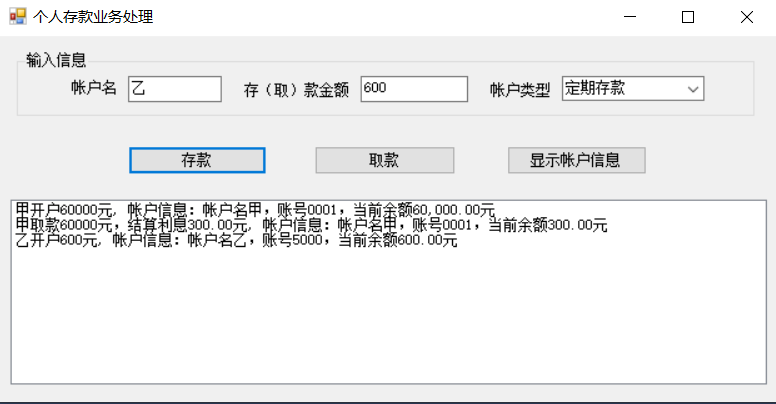 个人存款业务处理
输入信息
帐户名 乙 存（取）款金额 600 帐户类型 定期存款
存款 取款 显示帐户信息
甲开户60000元, 帐户信息: 帐户名甲，账号0001，当前余额60,000.00元
甲取款60000元，结算利息300.00元, 帐户信息: 帐户名甲，账号0001，当前余额300.00元
乙开户600元, 帐户信息: 帐户名乙，账号5000，当前余额600.00元